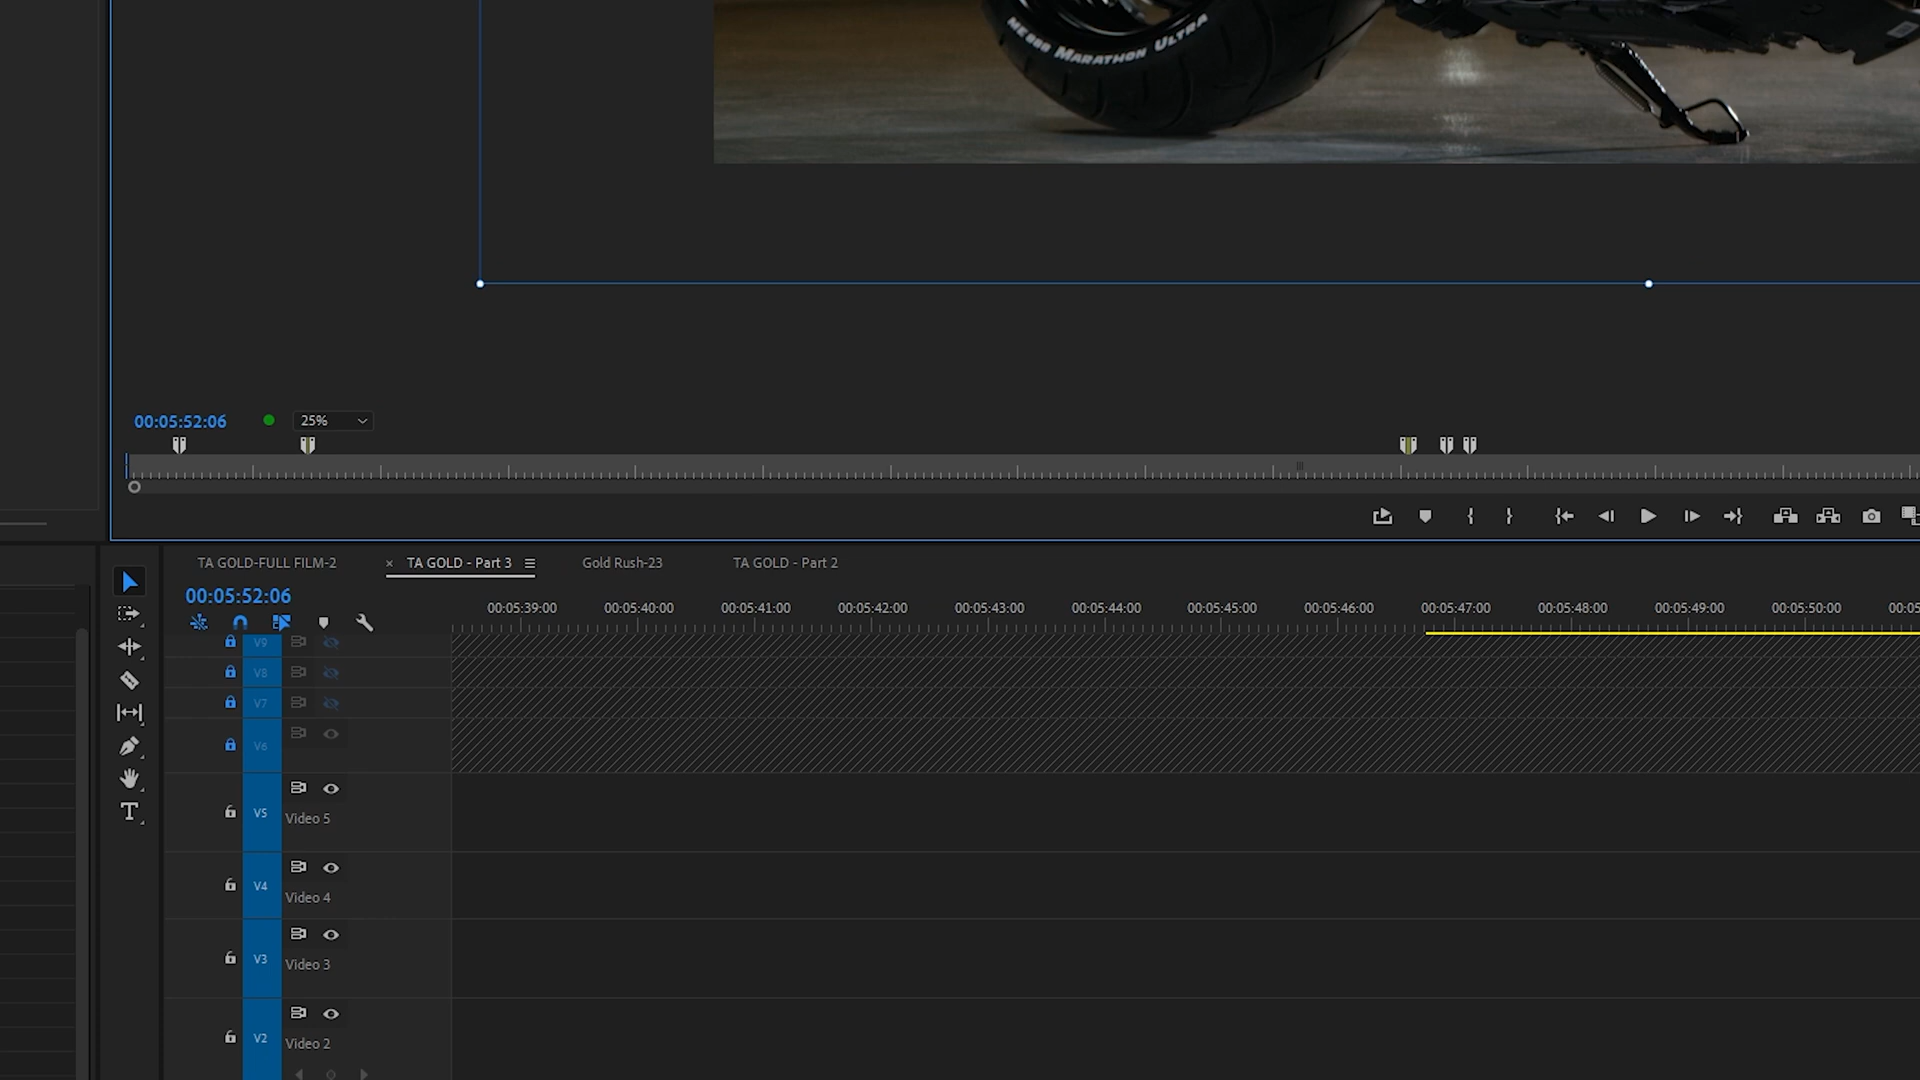 ME888 MARATHON ULTRA
00:05:52:06
25%
TA GOLD-FULL FILM-2
× TA GOLD - Part 3
Gold Rush-23
TA GOLD - Part 2
00:05:52:06
00:05:39:00 00:05:40:00 00:05:41:00 00:05:42:00 00:05:43:00 00:05:44:00 00:05:45:00 00:05:46:00 00:05:47:00 00:05:48:00 00:05:49:00 00:05:50:00 00:05
V9
V8
V7
V6
V5
Video 5
V4
Video 4
V3
Video 3
V2
Video 2